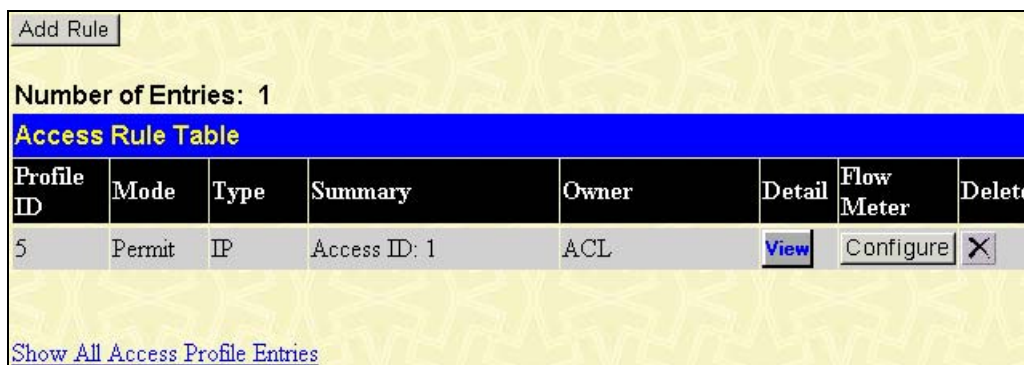 Add Rule
Number of Entries: 1
Access Rule Table
Profile ID Mode Type Summary Owner Detail Flow Meter Delete
5 Permit IP Access ID: 1 ACL View Configure X
Show All Access Profile Entries